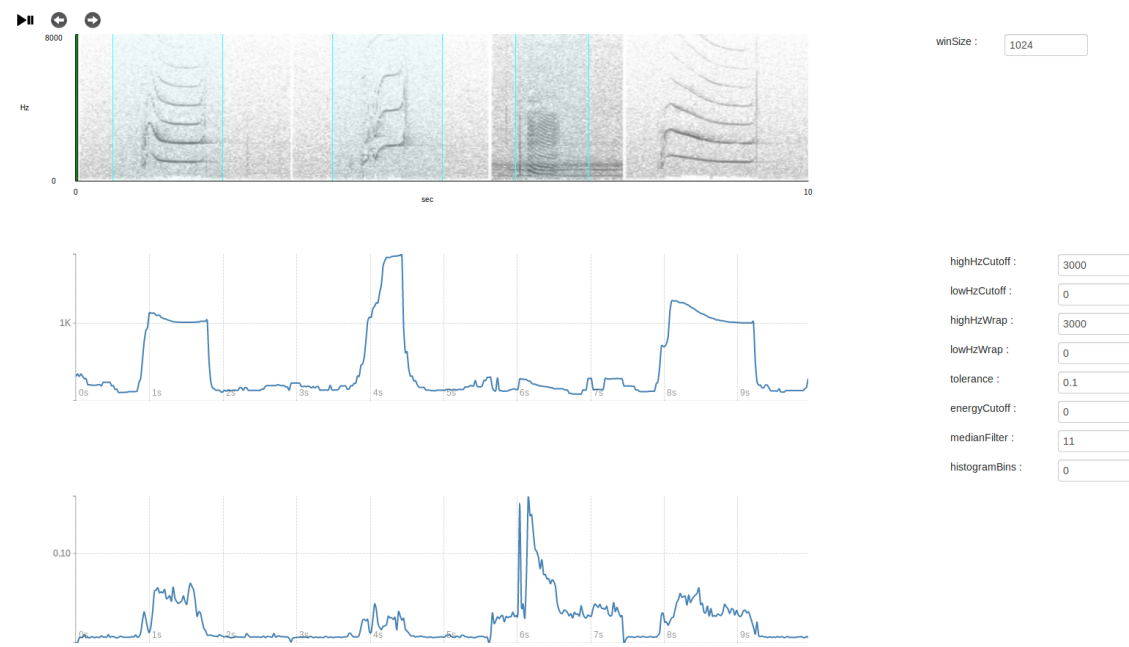 8000
winSize :
1024
Hz
0
0
10
sec
highHzCutoff :
3000
lowHzCutoff :
0
1K
highHzWrap :
3000
lowHzWrap :
0
tolerance :
0.1
0s 1s 2s 3s 4s 5s 6s 7s 8s 9s
energyCutoff :
0
medianFilter :
11
histogramBins :
0
0.10
0s 1s 2s 3s 4s 5s 6s 7s 8s 9s